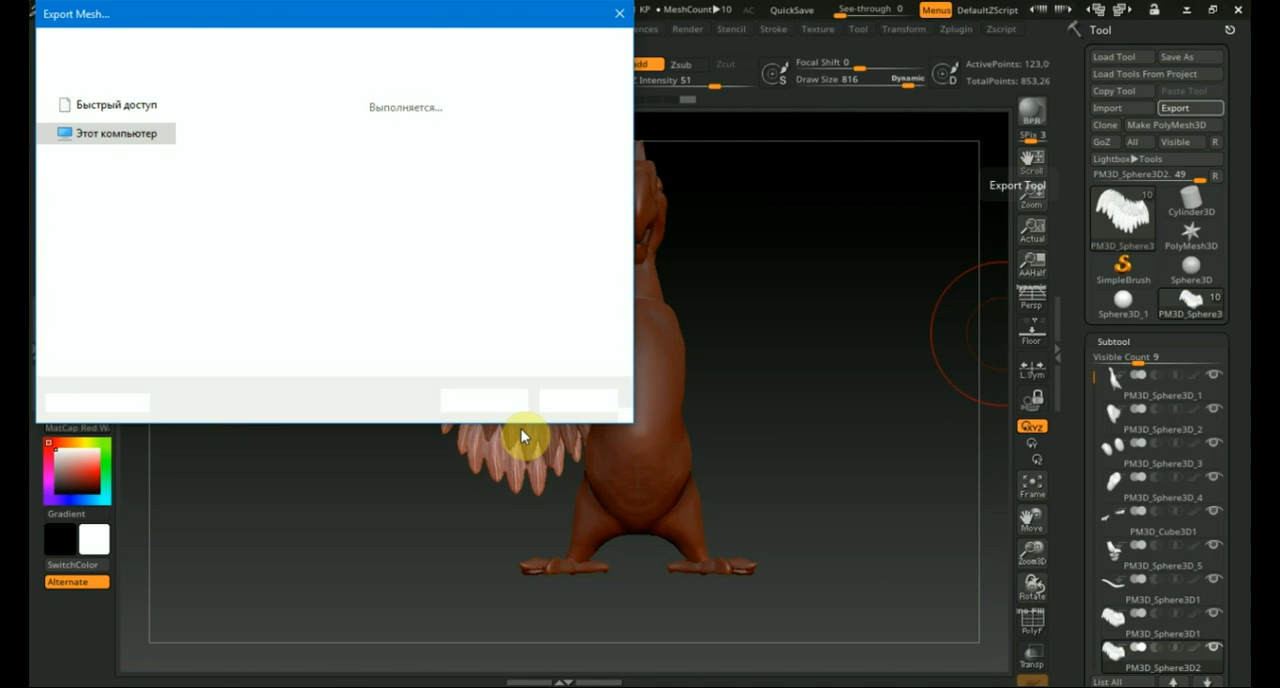 Export Mesh...
KP • MeshCount▶10 AC QuickSave See-through 0 Menus DefaultZScript
Render Stencil Stroke Texture Tool Transform Zplugin Zscript
Tool
Zsub Zcut
Intensity 51
Focal Shift 0
Draw Size 816 Dynamic
ActivePoints: 123,0
TotalPoints: 853,26
Быстрый доступ
Этот компьютер
Выполняется...
BPR
SPix 3
Scroll
Export Tool
Zoom
Actual
AAHalf
Dynamic
Persp
Floor
L.Sym
XYZ
Frame
Move
Zoom3D
Rotate
PolyF
Transp
Load Tool Save As
Load Tools From Project
Copy Tool Paste Tool
Import Export
Clone Make PolyMesh3D
GoZ All Visible R
Lightbox▶Tools
PM3D_Sphere3D2. 49 R
10
PM3D_Sphere3
Cylinder3D
PolyMesh3D
SimpleBrush
Sphere3D
10
Sphere3D_1 PM3D_Sphere3
Subtool
Visible Count 9
PM3D_Sphere3D_1
PM3D_Sphere3D_2
PM3D_Sphere3D_3
PM3D_Sphere3D_4
PM3D_Cube3D1
PM3D_Sphere3D_5
PM3D_Sphere3D1
PM3D_Sphere3D1
PM3D_Sphere3D2
List All
MatCap Red W
Gradient
SwitchColor
Alternate